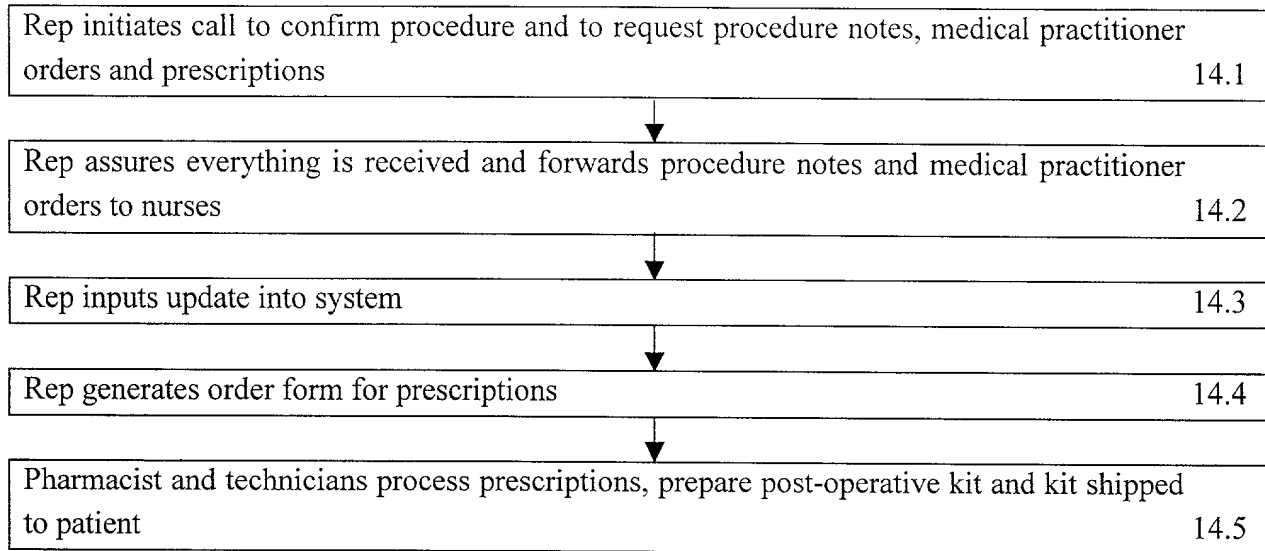 Rep initiates call to confirm procedure and to request procedure notes, medical practitioner
orders and prescriptions 14.1
Rep assures everything is received and forwards procedure notes and medical practitioner
orders to nurses 14.2
Rep inputs update into system 14.3
Rep generates order form for prescriptions 14.4
Pharmacist and technicians process prescriptions, prepare post-operative kit and kit shipped
to patient 14.5